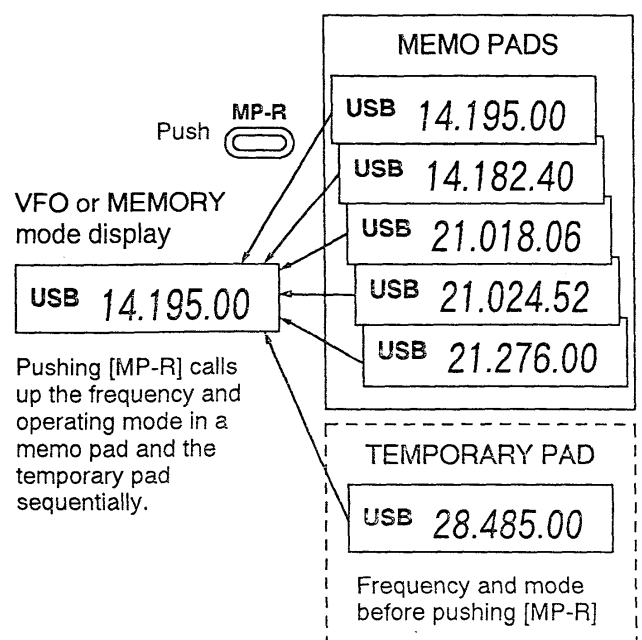 MEMO PADS
USB 14.195.00
USB 14.182.40
USB 21.018.06
USB 21.024.52
USB 21.276.00
MP-R
Push
VFO or MEMORY
mode display
USB 14.195.00
Pushing [MP-R] calls
up the frequency and
operating mode in a
memo pad and the
temporary pad
sequentially.
TEMPORARY PAD
USB 28.485.00
Frequency and mode
before pushing [MP-R]